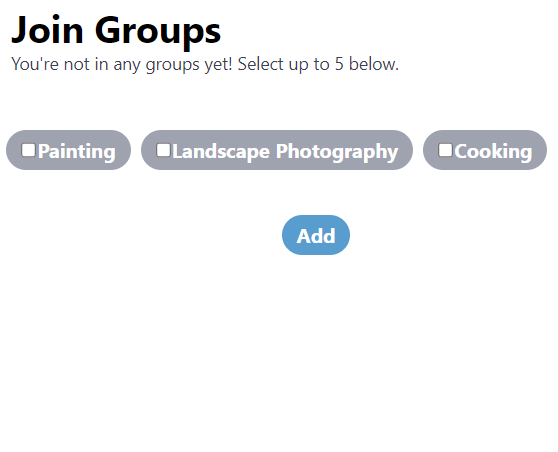 Join Groups
You're not in any groups yet! Select up to 5 below.
Painting Landscape Photography Cooking
Add